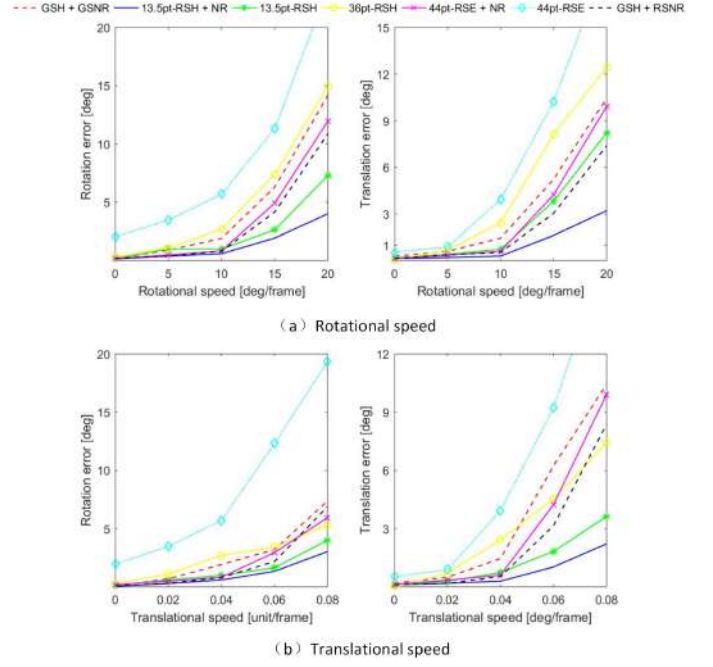 GSH + GSNR 13.5pt-RSH + NR 13.5pt-RSH 36pt-RSH 44pt-RSE + NR 44pt-RSE GSH + RSNR
20
15
10
5
0 5 10 15 20
Rotation error [deg]
Rotational speed [deg/frame]
15
12
9
6
3
1
0 5 10 15 20
Translation error [deg]
Rotational speed [deg/frame]
（a）Rotational speed
20
15
10
5
0 0.02 0.04 0.06 0.08
Rotation error [deg]
Translational speed [unit/frame]
12
9
6
3
0 0.02 0.04 0.06 0.08
Translation error [deg]
Translational speed [deg/frame]
（b）Translational speed